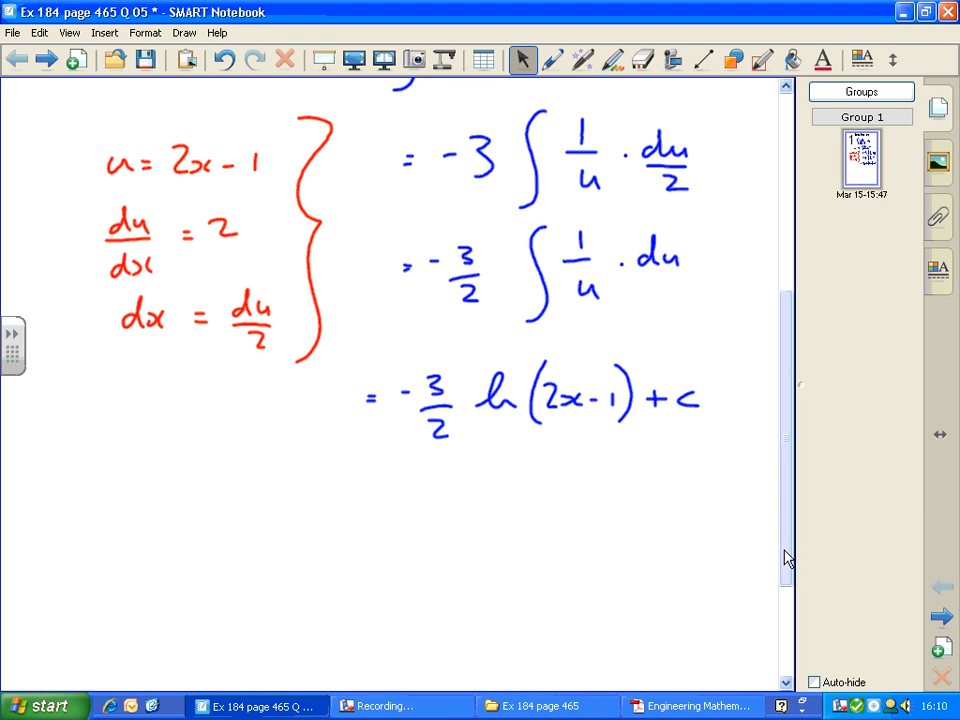 Ex 184 page 465 Q 05 * - SMART Notebook
File Edit View Insert Format Draw Help
Groups
Group 1
Mar 15-15:47
u = 2x - 1
du/dx = 2
dx = du/2
= -3 ∫ 1/u · du/2
= -3/2 ∫ 1/u · du
= -3/2 ln(2x-1) + c
Auto-hide
start
Ex 184 page 465 Q ...
Recording...
Ex 184 page 465
Engineering Mathem...
16:10